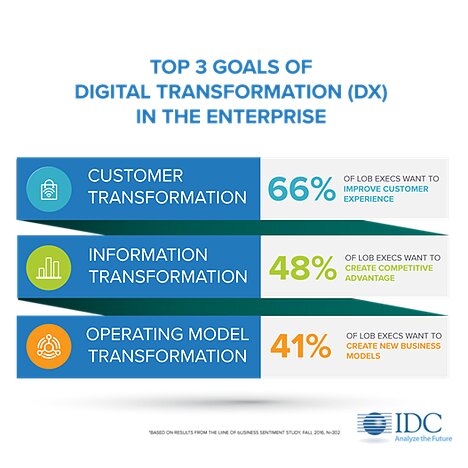 TOP 3 GOALS OF
DIGITAL TRANSFORMATION (DX)
IN THE ENTERPRISE
CUSTOMER
TRANSFORMATION
66%
OF LOB EXECS WANT TO
IMPROVE CUSTOMER
EXPERIENCE
INFORMATION
TRANSFORMATION
48%
OF LOB EXECS WANT TO
CREATE COMPETITIVE
ADVANTAGE
OPERATING MODEL
TRANSFORMATION
41%
OF LOB EXECS WANT TO
CREATE NEW BUSINESS
MODELS
*BASED ON RESULTS FROM THE LINE OF BUSINESS SENTIMENT STUDY, FALL 2016, N=302
IDC
Analyze the Future